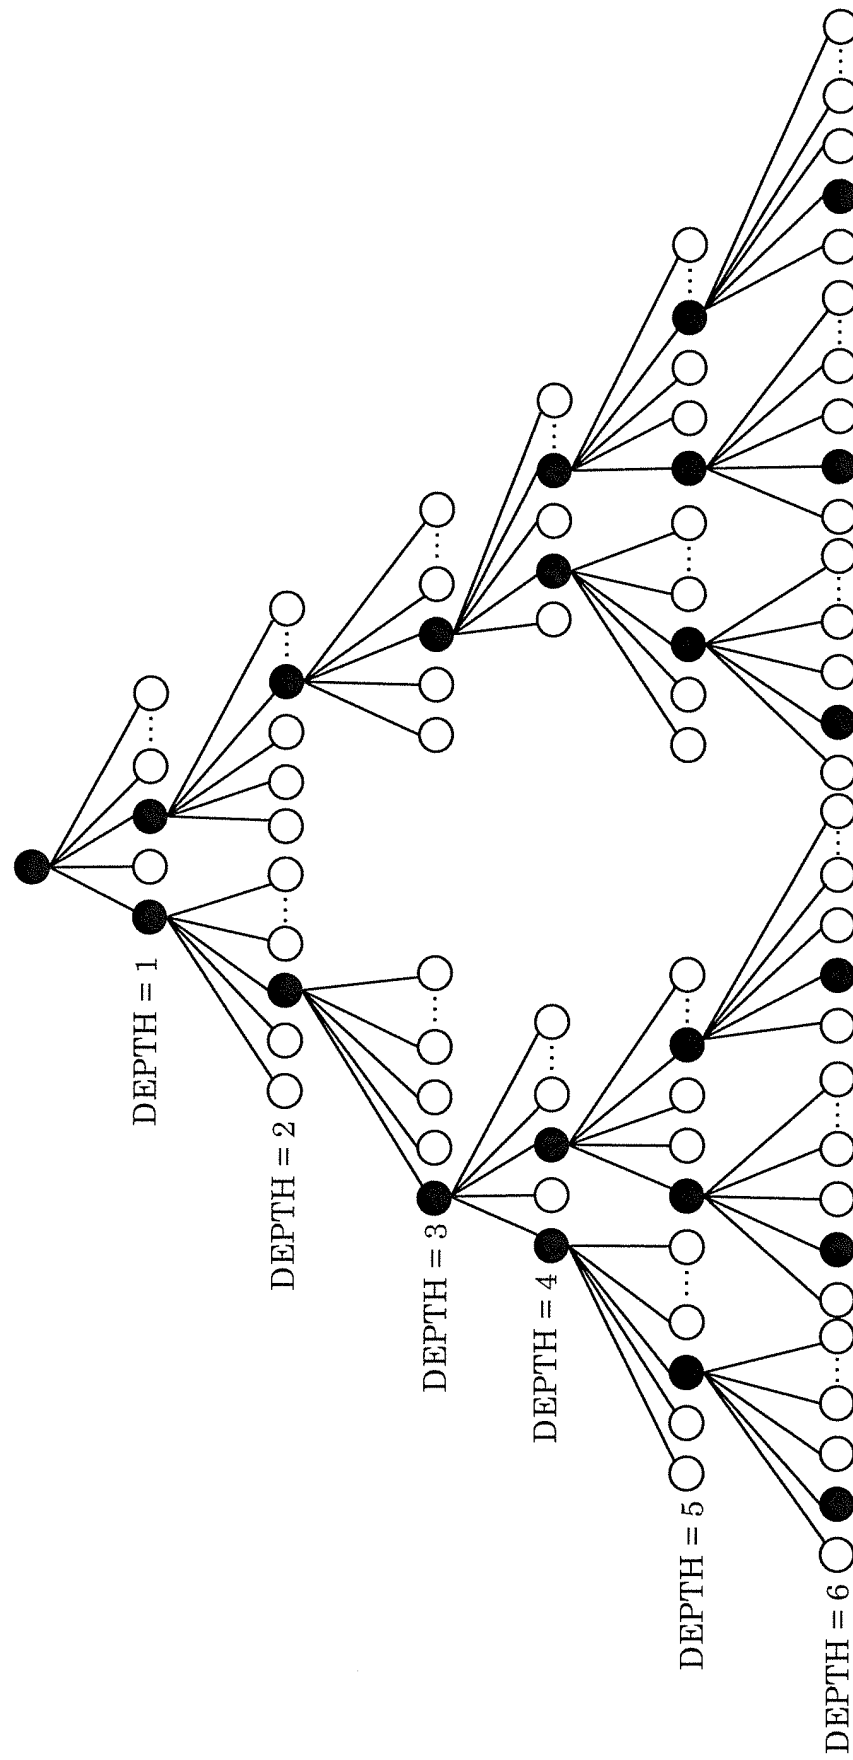 DEPTH = 1
DEPTH = 2
DEPTH = 3
DEPTH = 4
DEPTH = 5
DEPTH = 6